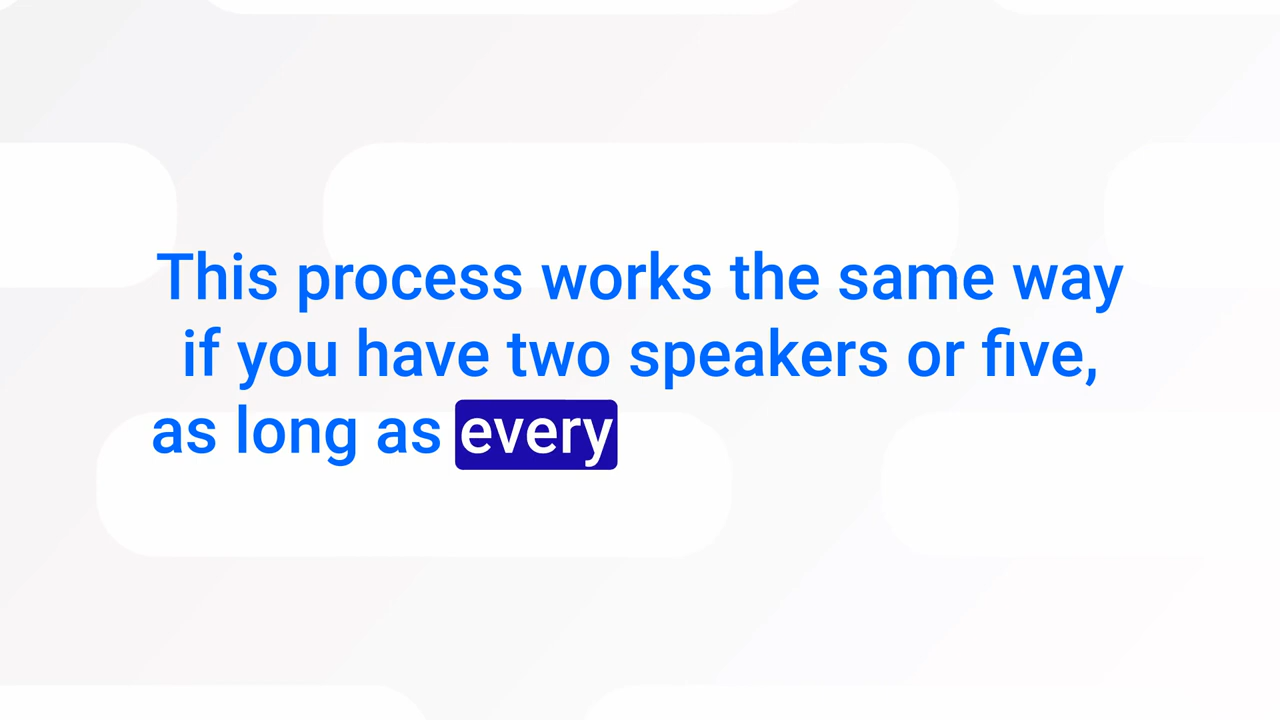 This process works the same way
if you have two speakers or five,
as long as every